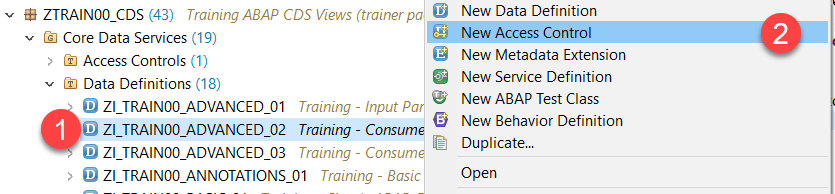 ZTRAIN00_CDS (43) Training ABAP CDS Views (trainer pac
Core Data Services (19)
Access Controls (1)
Data Definitions (18)
ZI_TRAIN00_ADVANCED_01 Training - Input Par
1 ZI_TRAIN00_ADVANCED_02 Training - Consume
ZI_TRAIN00_ADVANCED_03 Training - Consume
ZI_TRAIN00_ANNOTATIONS_01 Training - Basic
New Data Definition
New Access Control 2
New Metadata Extension
New Service Definition
New ABAP Test Class
New Behavior Definition
Duplicate...
Open